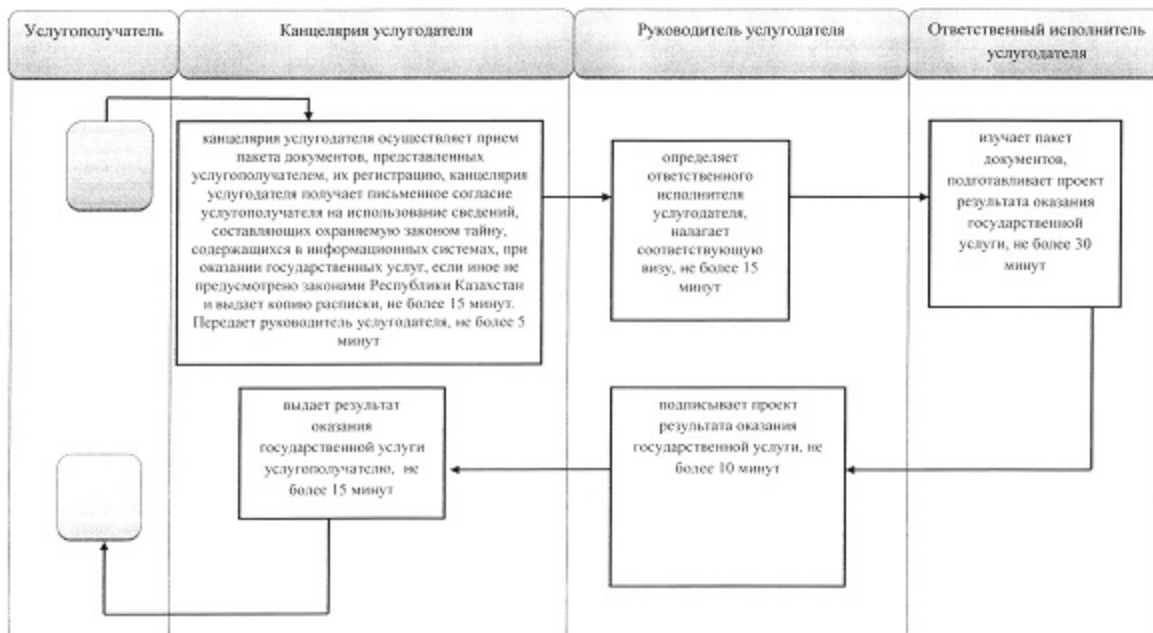 Услугополучатель
Канцелярия услугодателя
Руководитель услугодателя
Ответственный исполнитель
услугодателя
канцелярия услугодателя осуществляет прием
пакета документов, представленных
услугополучателем, их регистрацию, канцелярия
услугодателя получает письменное согласие
услугополучателя на использование сведений,
составляющих охраняемую законом тайну,
содержащихся в информационных системах, при
оказании государственных услуг, если иное не
предусмотрено законами Республики Казахстан
и выдает копию расписки, не более 15 минут.
Передает руководитель услугодателя, не более 5
минут
определяет
ответственного
исполнителя
услугодателя,
налагает
соответствующую
визу, не более 15
минут
изучает пакет
документов,
подготавливает проект
результата оказания
государственной
услуги, не более 30
минут
выдает результат
оказания
государственной услуги
услугополучателю, не
более 15 минут
подписывает проект
результата оказания
государственной услуги, не
более 10 минут